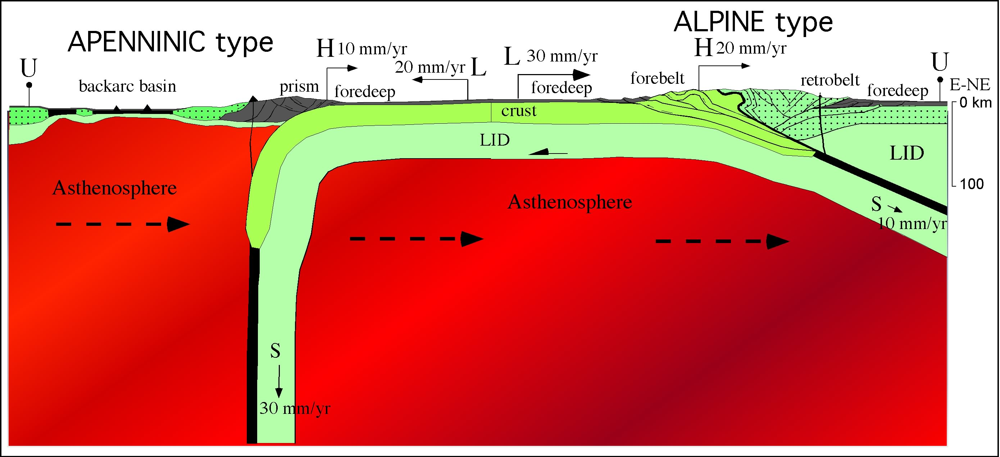 APENNINIC type
ALPINE type
U
backarc basin
prism
H 10 mm/yr
foredeep
20 mm/yr L
L 30 mm/yr
foredeep
forebelt
H 20 mm/yr
retrobelt
foredeep
U
E-NE
0 km
100
crust
LID
LID
Asthenosphere
Asthenosphere
S
10 mm/yr
S
30 mm/yr